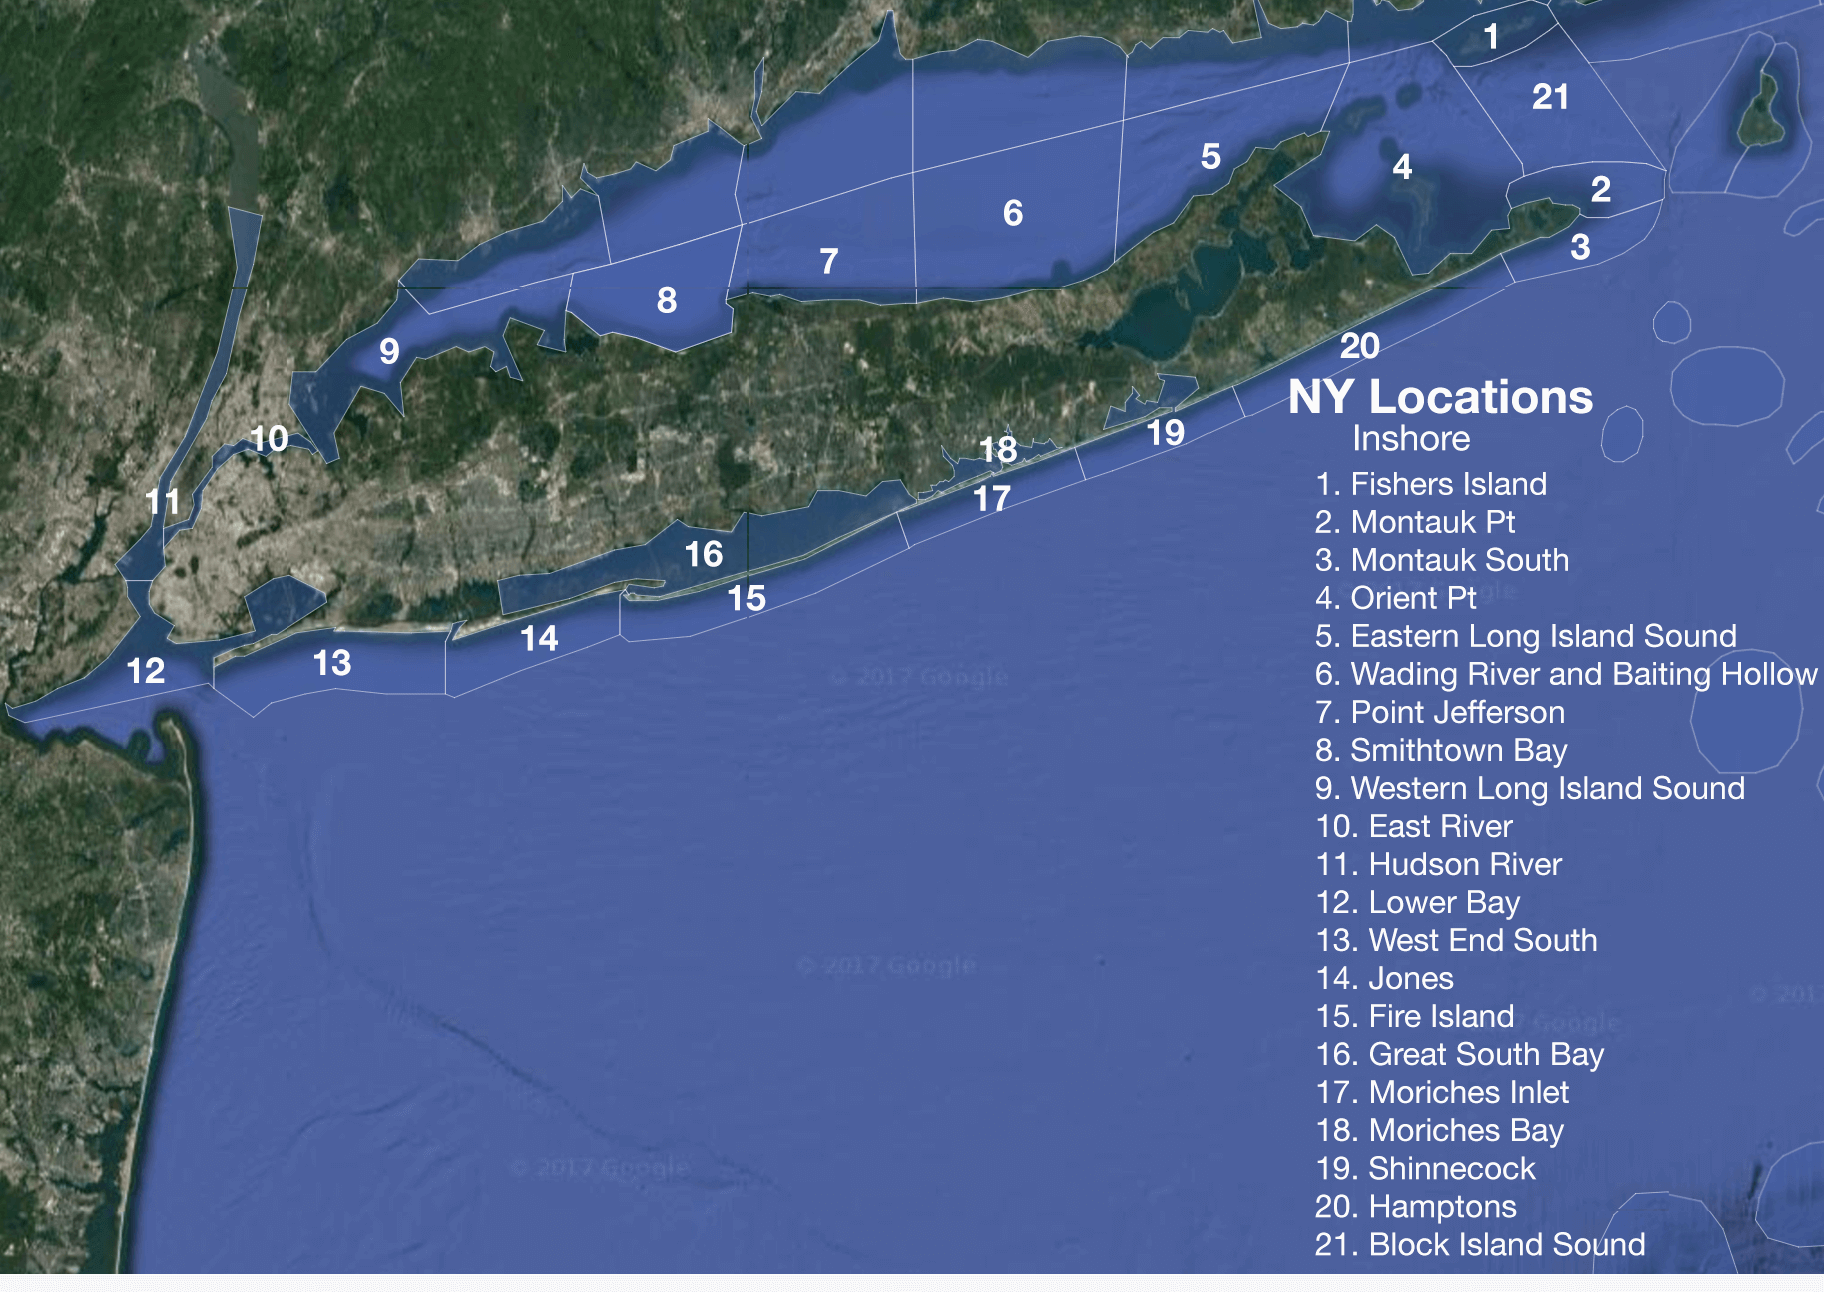 1
21
5
4
2
6
3
7
8
20
9
NY Locations
10
Inshore
19
18
11
17
1. Fishers Island
2. Montauk Pt
16
3. Montauk South
15
4. Orient Pt
14
5. Eastern Long Island Sound
13
12
6. Wading River and Baiting Hollow
© 2017 Google
7. Point Jefferson
8. Smithtown Bay
9. Western Long Island Sound
10. East River
11. Hudson River
12. Lower Bay
13. West End South
© 2017 Google
14. Jones
© 201
15. Fire Island
Google
16. Great South Bay
17. Moriches Inlet
18. Moriches Bay
© 2017 Google
19. Shinnecock
20. Hamptons
21. Block Island Sound